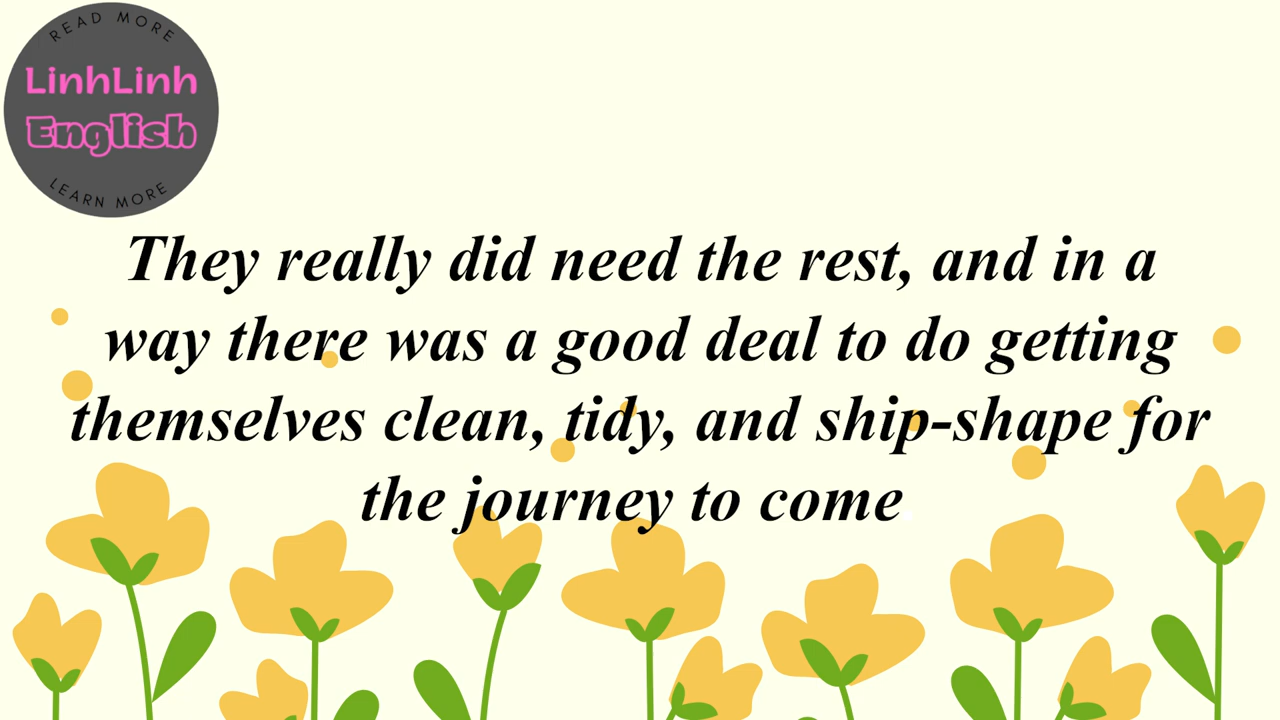 READ MORE
LinhLinh
English
LEARN MORE
They really did need the rest, and in a
way there was a good deal to do getting
themselves clean, tidy, and ship-shape for
the journey to come